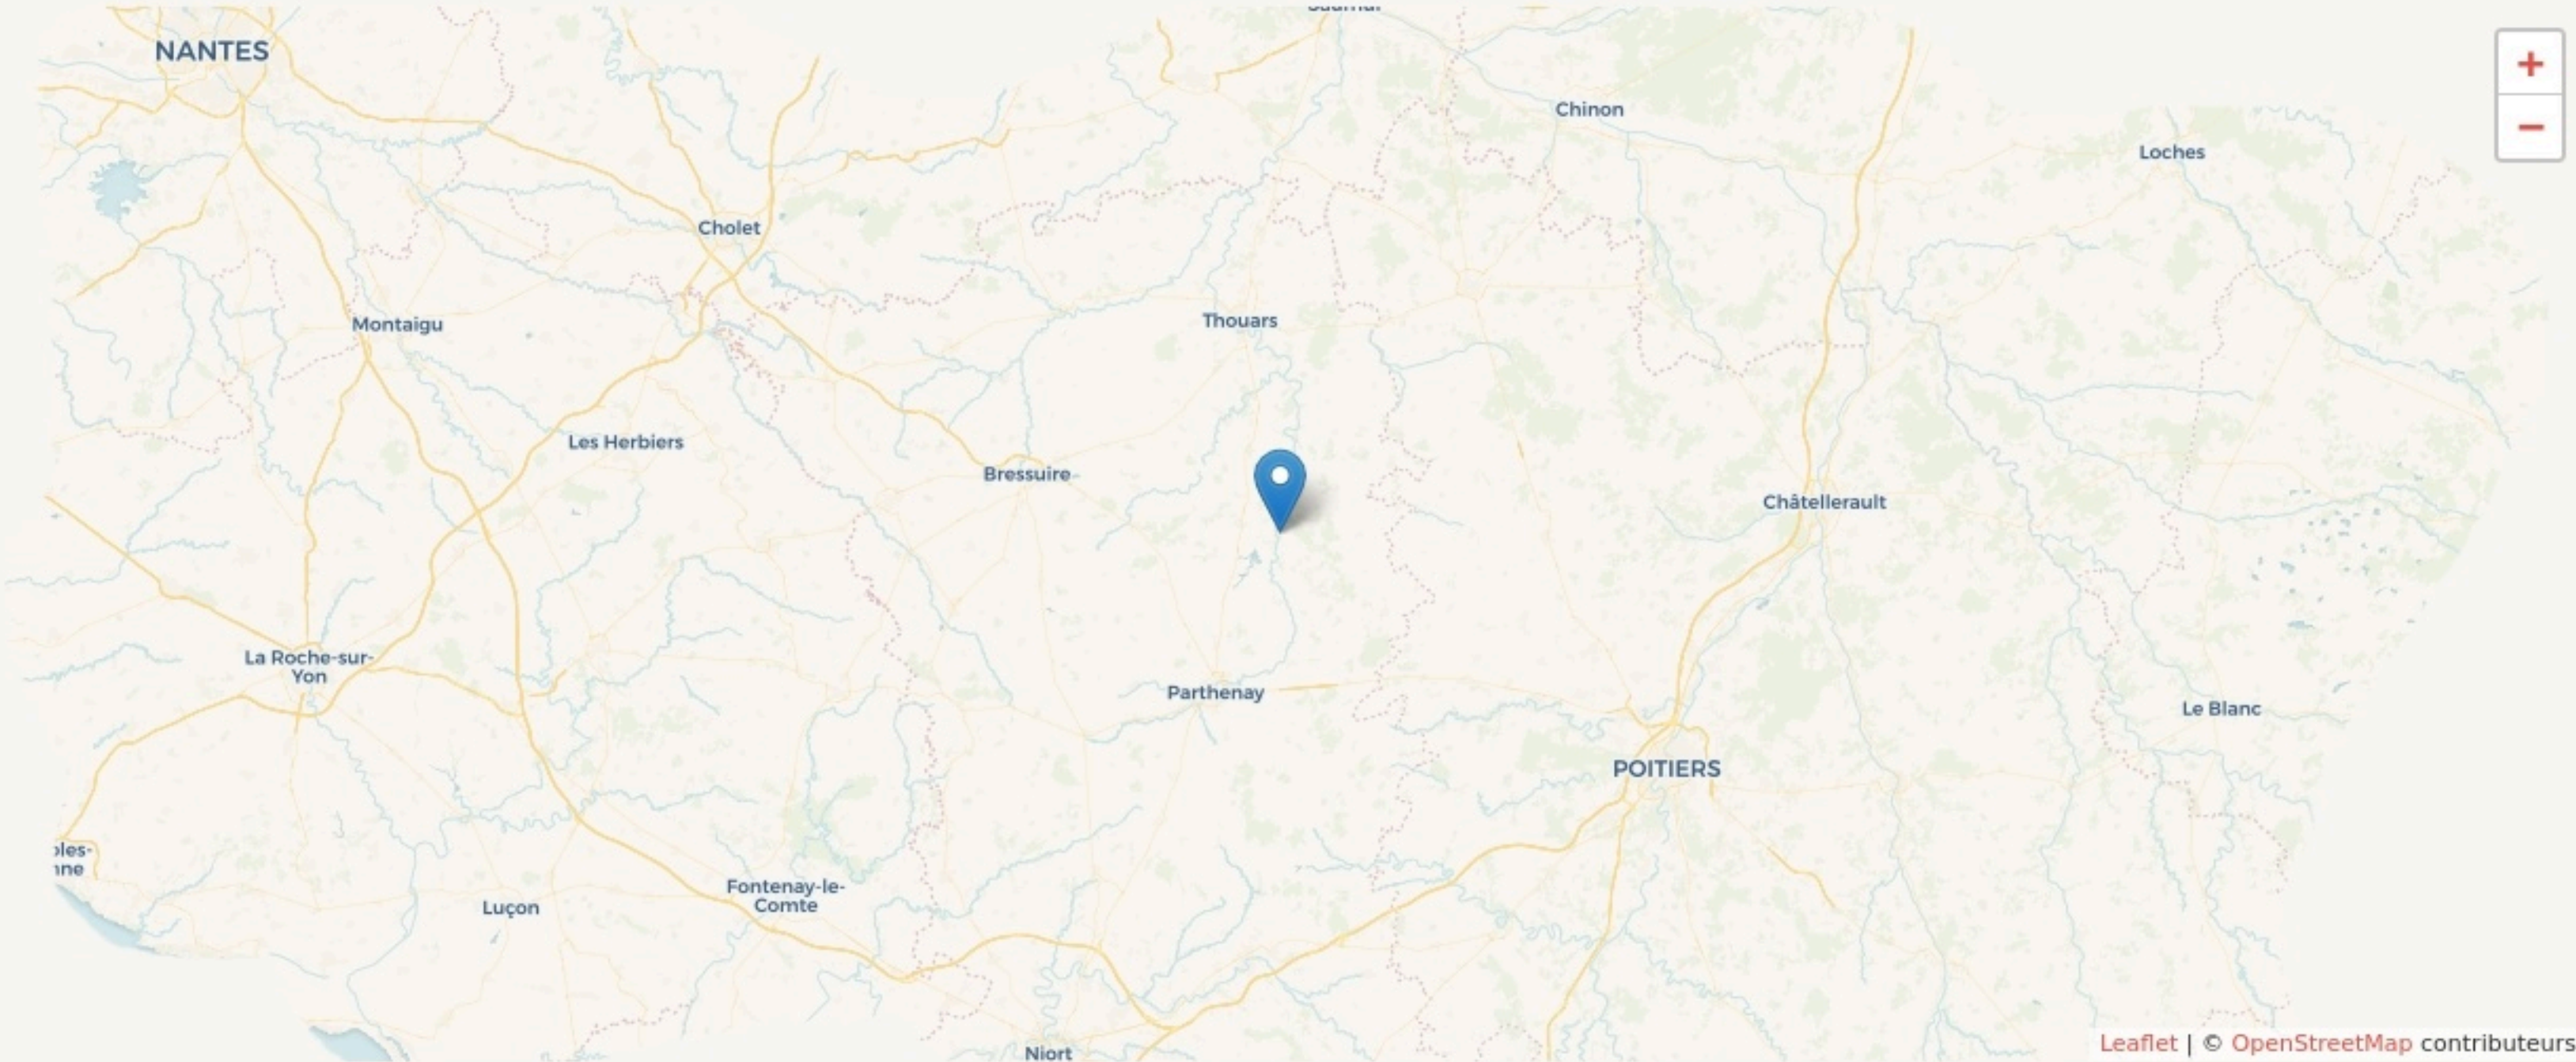 NANTES
Chinon
Loches
Cholet
Montaigu
Thouars
Les Herbiers
Bressuire
Châtellerault
La Roche-sur-
Yon
Parthenay
Le Blanc
POITIERS
Fontenay-le-
Comte
Luçon
Niort
+
−
Leaflet | © OpenStreetMap contributeurs